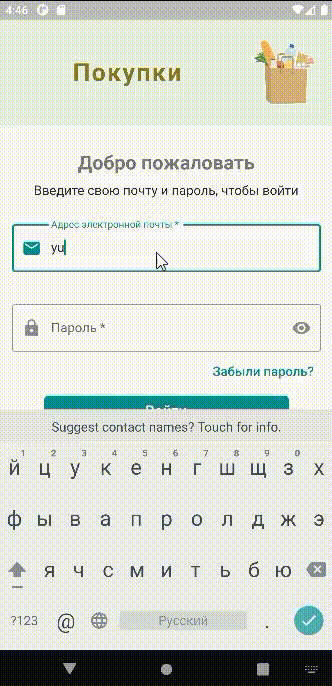 4:46
Покупки
Добро пожаловать
Введите свою почту и пароль, чтобы войти
Адрес электронной почты *
yu
Пароль *
Забыли пароль?
Войти
Suggest contact names? Touch for info.
1 2 3 4 5 6 7 8 9 0
й ц у к е н г ш щ з х
ф ы в а п р о л д ж э
я ч с м и т ь б ю
?123 @ Русский .